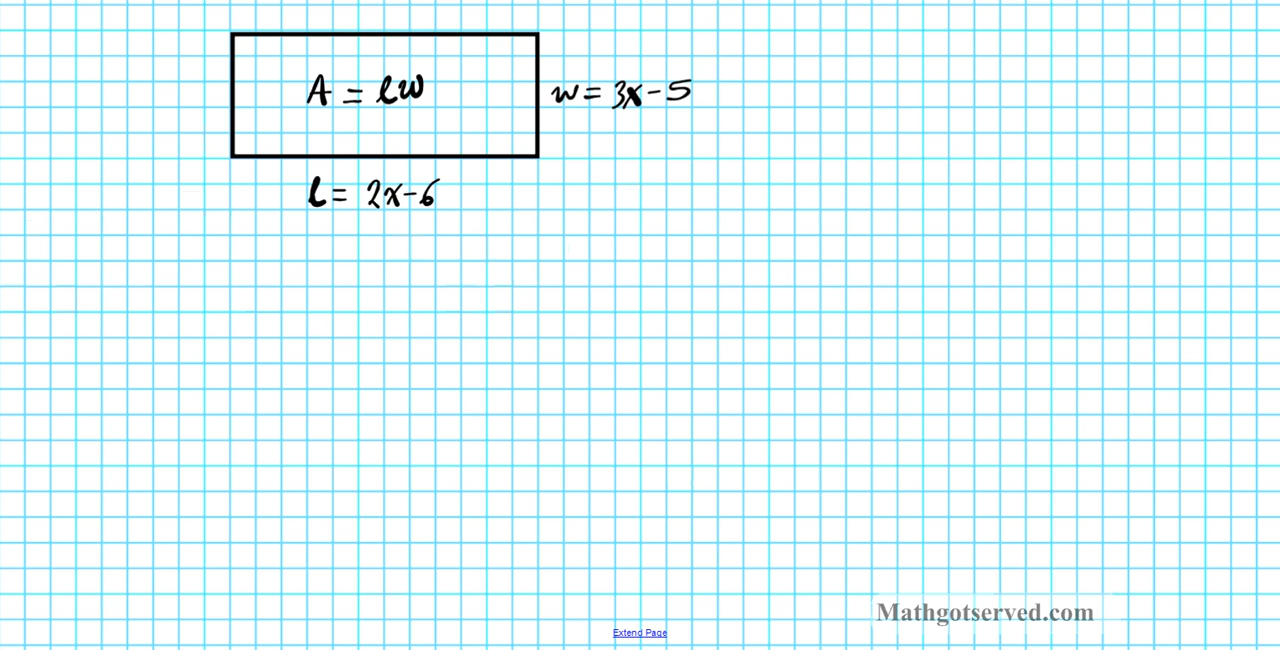 A = lw
w = 3x - 5
l = 2x - 6
Mathgotserved.com
Extend Page